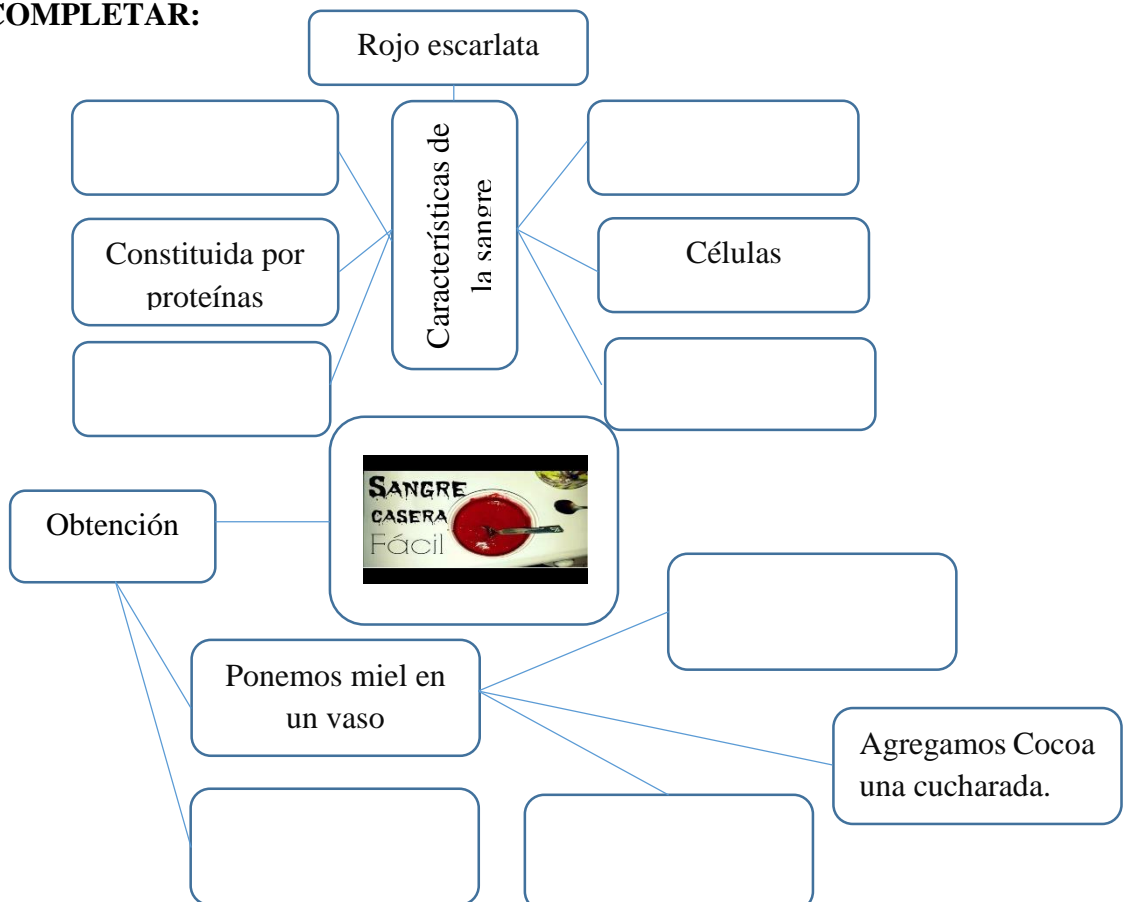 COMPLETAR:
Rojo escarlata
Características de
la sangre
Constituida por
proteínas
Células
SANGRE
CASERA
Fácil
Obtención
Ponemos miel en
un vaso
Agregamos Cocoa
una cucharada.